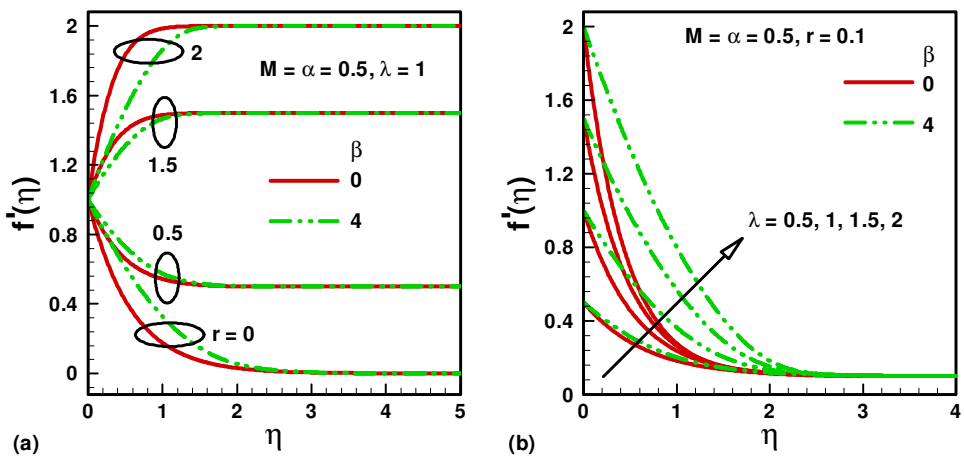 2
1.6
1.2
0.8
0.4
0
f'(η)
2
1.5
0.5
r = 0
M = α = 0.5, λ = 1
β
0
4
0 1 2 3 4 5
η
(a)
2
1.6
1.2
0.8
0.4
0
f'(η)
M = α = 0.5, r = 0.1
β
0
4
λ = 0.5, 1, 1.5, 2
0 1 2 3 4
η
(b)